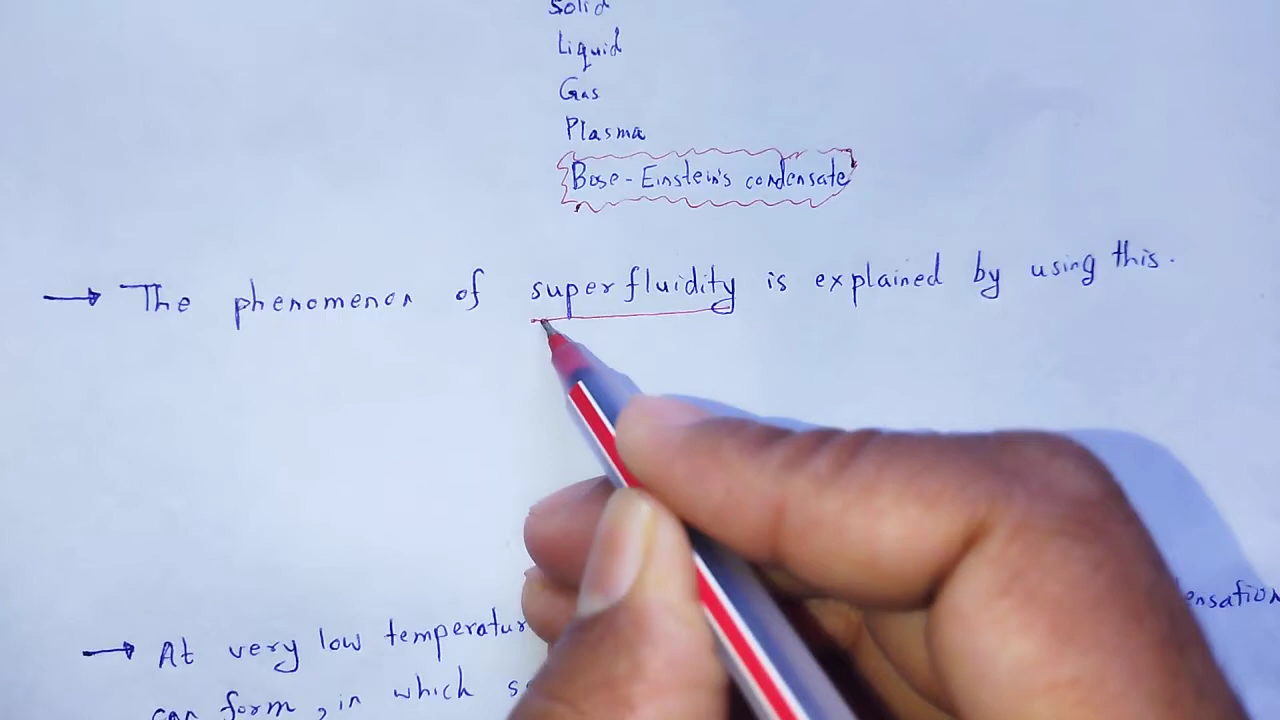 Solid
Liquid
Gas
Plasma
Bose-Einstein's condensate
→ The phenomenon of superfluidity is explained by using this.
→ At very low
can form, in which